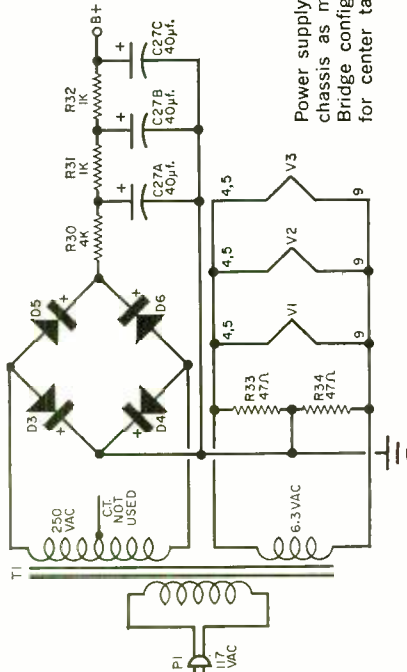 B+
R32
1K
C27C
40µf.
R31
1K
C27B
40µf.
R30
4K
C27A
40µf.
D5
D6
D3
D4
+
+
+
+
+
+
+
250
VAC
C.T.
NOT
USED
T1
P1
117
VAC
6.3 VAC
R33
47Ω
R34
47Ω
4,5
V1
9
4,5
V2
9
4,5
V3
9
Power supply
chassis as m
Bridge config
for center ta